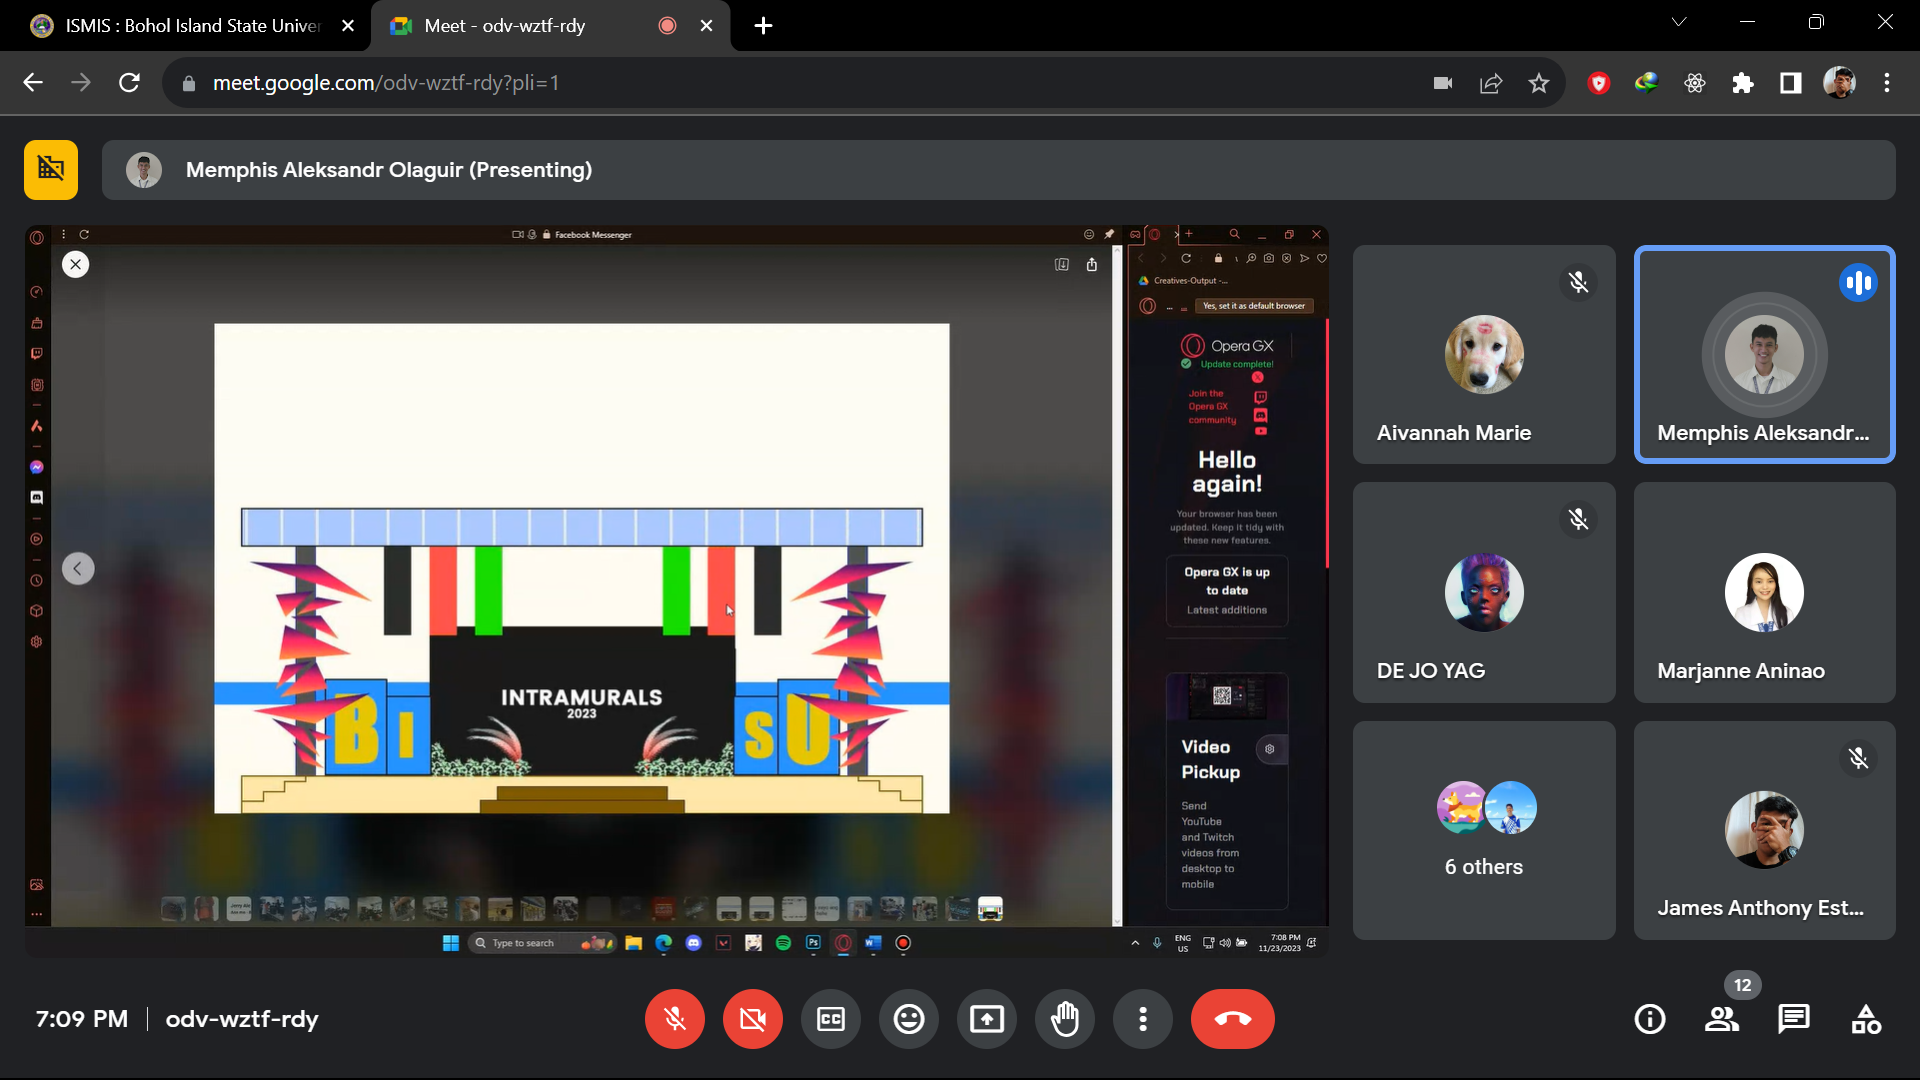 ISMIS : Bohol Island State Univer
Meet - odv-wztf-rdy
meet.google.com/odv-wztf-rdy?pli=1
Memphis Aleksandr Olaguir (Presenting)
Facebook Messenger
Creatives-Output -...
Yes, set it as default browser
Opera GX
Update complete!
Join the
Opera GX
community
Hello
again!
Your browser has been
updated. Keep it tidy with
these new features.
Opera GX is up
to date
Latest additions
Video
Pickup
Send
YouTube
and Twitch
videos from
desktop to
mobile
INTRAMURALS
2023
B I
S U
Type to search
Ps
ENG
US
7:08 PM
11/23/2023
Aivannah Marie
Memphis Aleksandr...
DE JO YAG
Marjanne Aninao
6 others
James Anthony Est...
7:09 PM
odv-wztf-rdy
CC
12